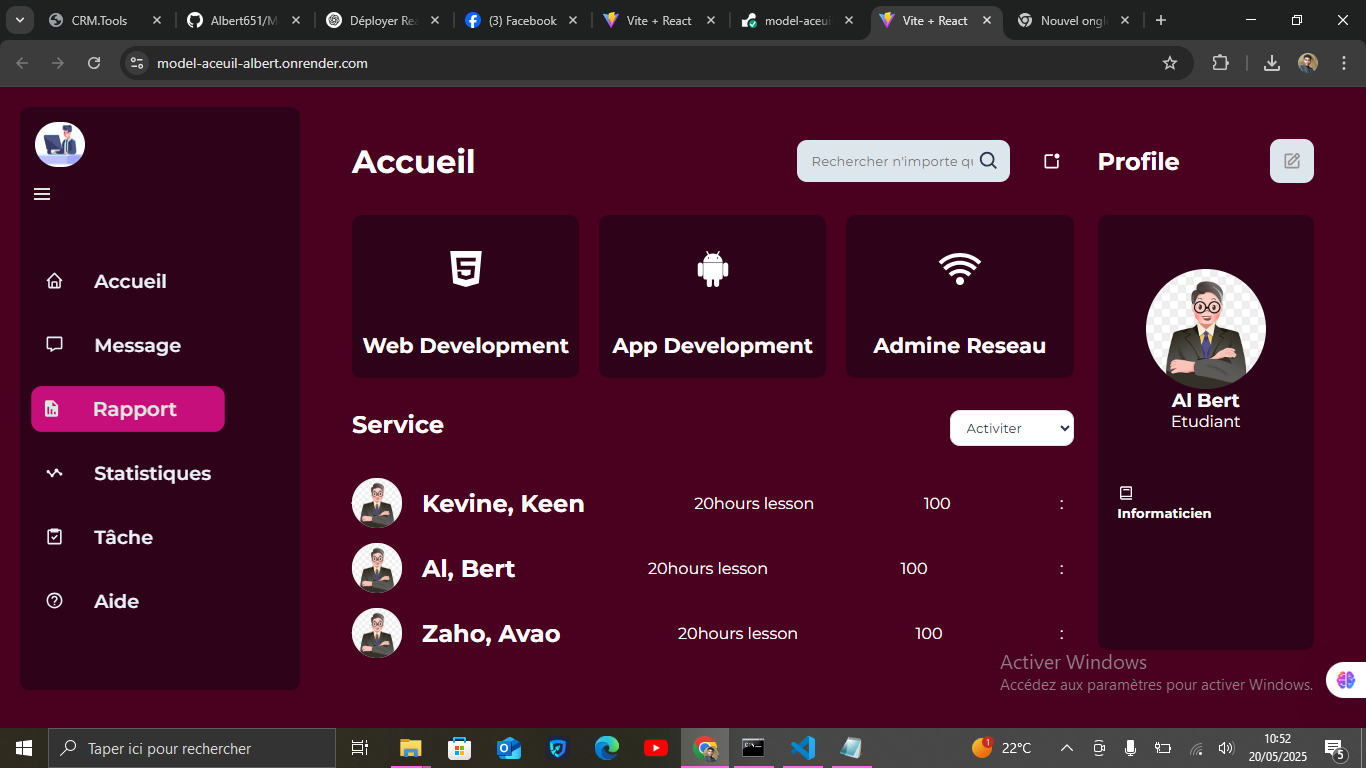 CRM.Tools
Albert651/M
Déployer Rea
(3) Facebook
Vite + React
model-aceui
Vite + React
Nouvel ongl
model-aceuil-albert.onrender.com
Accueil
Rechercher n'importe qu
Profile
Accueil
Message
Rapport
Statistiques
Tâche
Aide
5
Web Development
App Development
Admine Reseau
Service
Activiter
Kevine, Keen 20hours lesson 100 :
Al, Bert 20hours lesson 100 :
Zaho, Avao 20hours lesson 100 :
Al Bert
Etudiant
Informaticien
Activer Windows
Accédez aux paramètres pour activer Windows.
Taper ici pour rechercher
1
22°C
10:52
20/05/2025
5